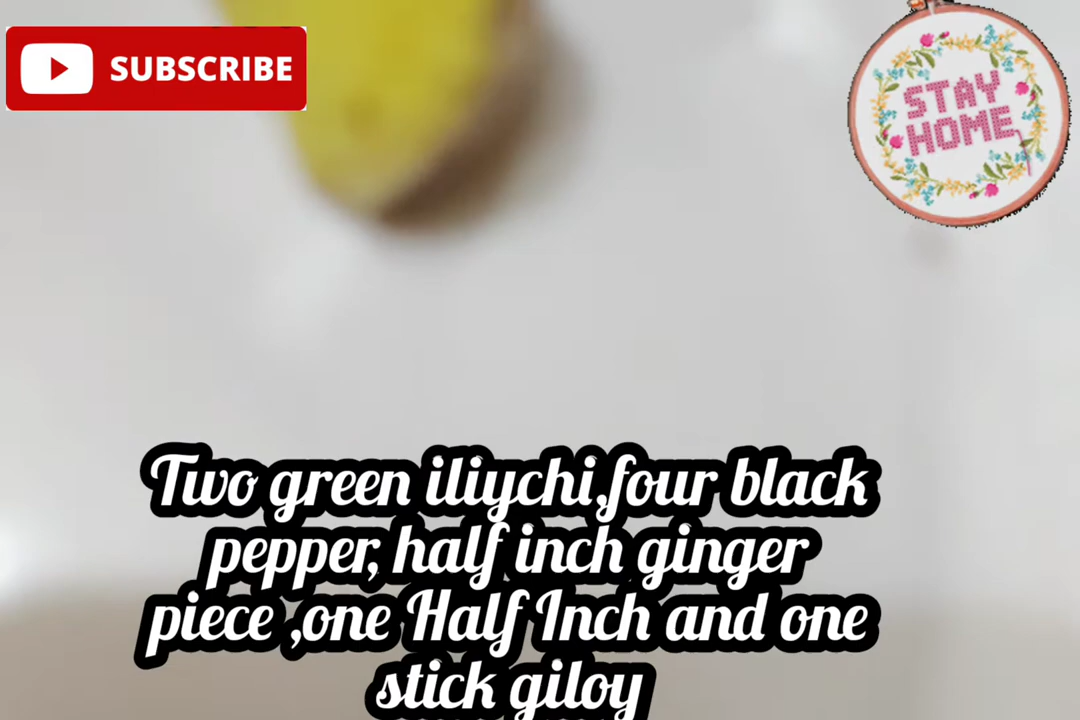 SUBSCRIBE
STAY
HOME
Two green iliychi,four black
pepper, half inch ginger
piece ,one Half Inch and one
stick giloy